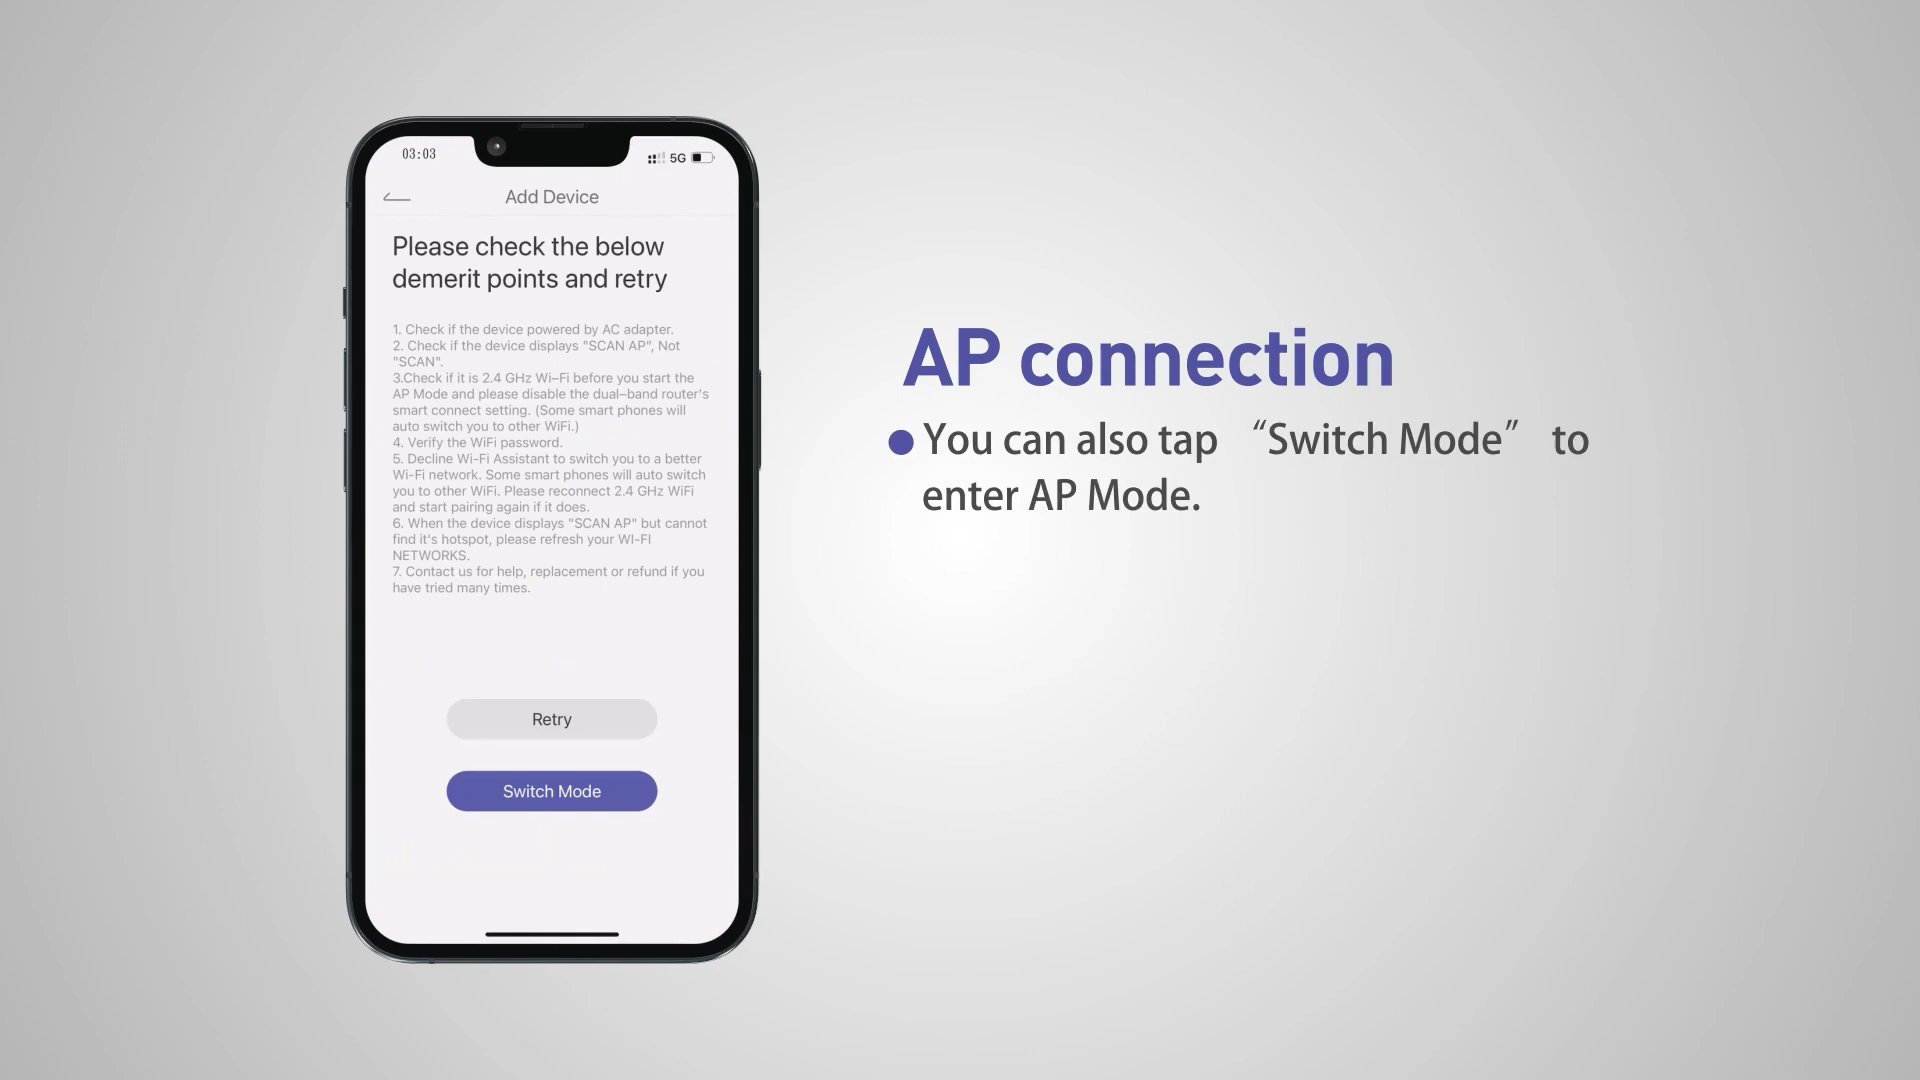 03:03
5G
Add Device
Please check the below
demerit points and retry
1. Check if the device powered by AC adapter.
2. Check if the device displays "SCAN AP", Not
"SCAN".
3.Check if it is 2.4 GHz Wi–Fi before you start the
AP Mode and please disable the dual–band router's
smart connect setting. (Some smart phones will
auto switch you to other WiFi.)
4. Verify the WiFi password.
5. Decline Wi-Fi Assistant to switch you to a better
Wi-Fi network. Some smart phones will auto switch
you to other WiFi. Please reconnect 2.4 GHz WiFi
and start pairing again if it does.
6. When the device displays "SCAN AP" but cannot
find it's hotspot, please refresh your WI-FI
NETWORKS.
7. Contact us for help, replacement or refund if you
have tried many times.
Retry
Switch Mode
AP connection
You can also tap “Switch Mode” to
enter AP Mode.